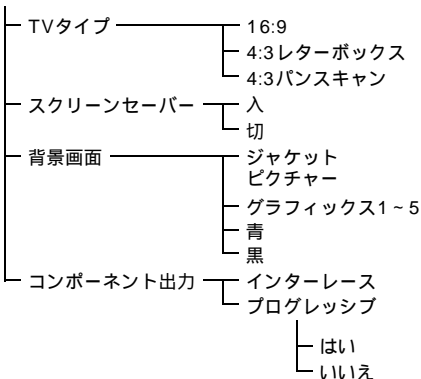 TVタイプ 16:9
4:3レターボックス
4:3パンスキャン
スクリーンセーバー 入
切
背景画面 ジャケット
ピクチャー
グラフィックス1~5
青
黒
コンポーネント出力 インターレース
プログレッシブ
はい
いいえ